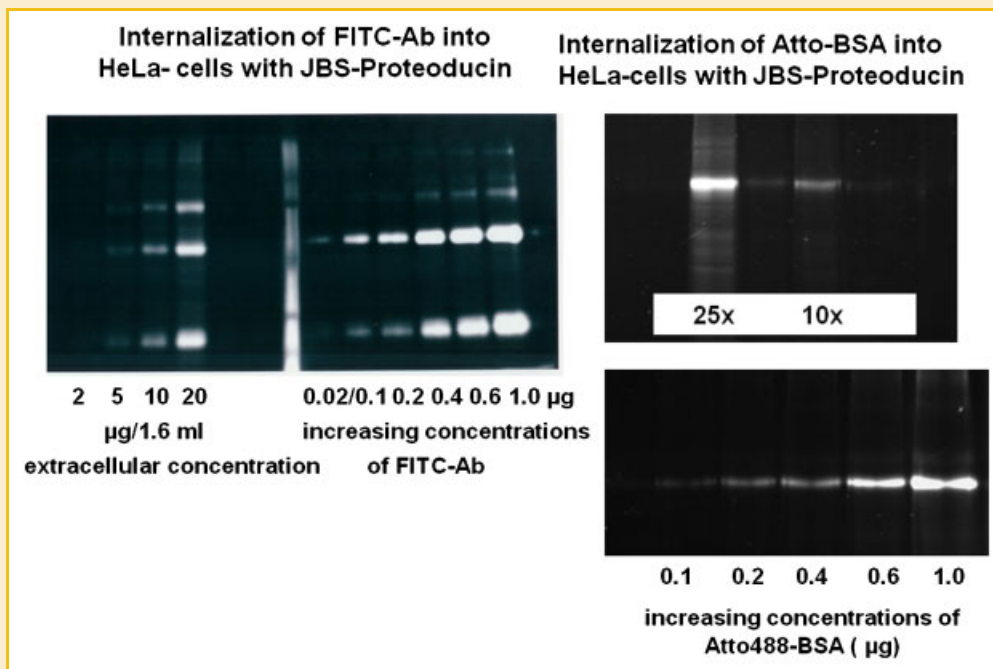 Internalization of FITC-Ab into
HeLa- cells with JBS-Proteoducin
2 5 10 20
µg/1.6 ml
extracellular concentration
0.02/0.1 0.2 0.4 0.6 1.0 µg
increasing concentrations
of FITC-Ab
Internalization of Atto-BSA into
HeLa-cells with JBS-Proteoducin
25x 10x
0.1 0.2 0.4 0.6 1.0
increasing concentrations of
Atto488-BSA ( µg)